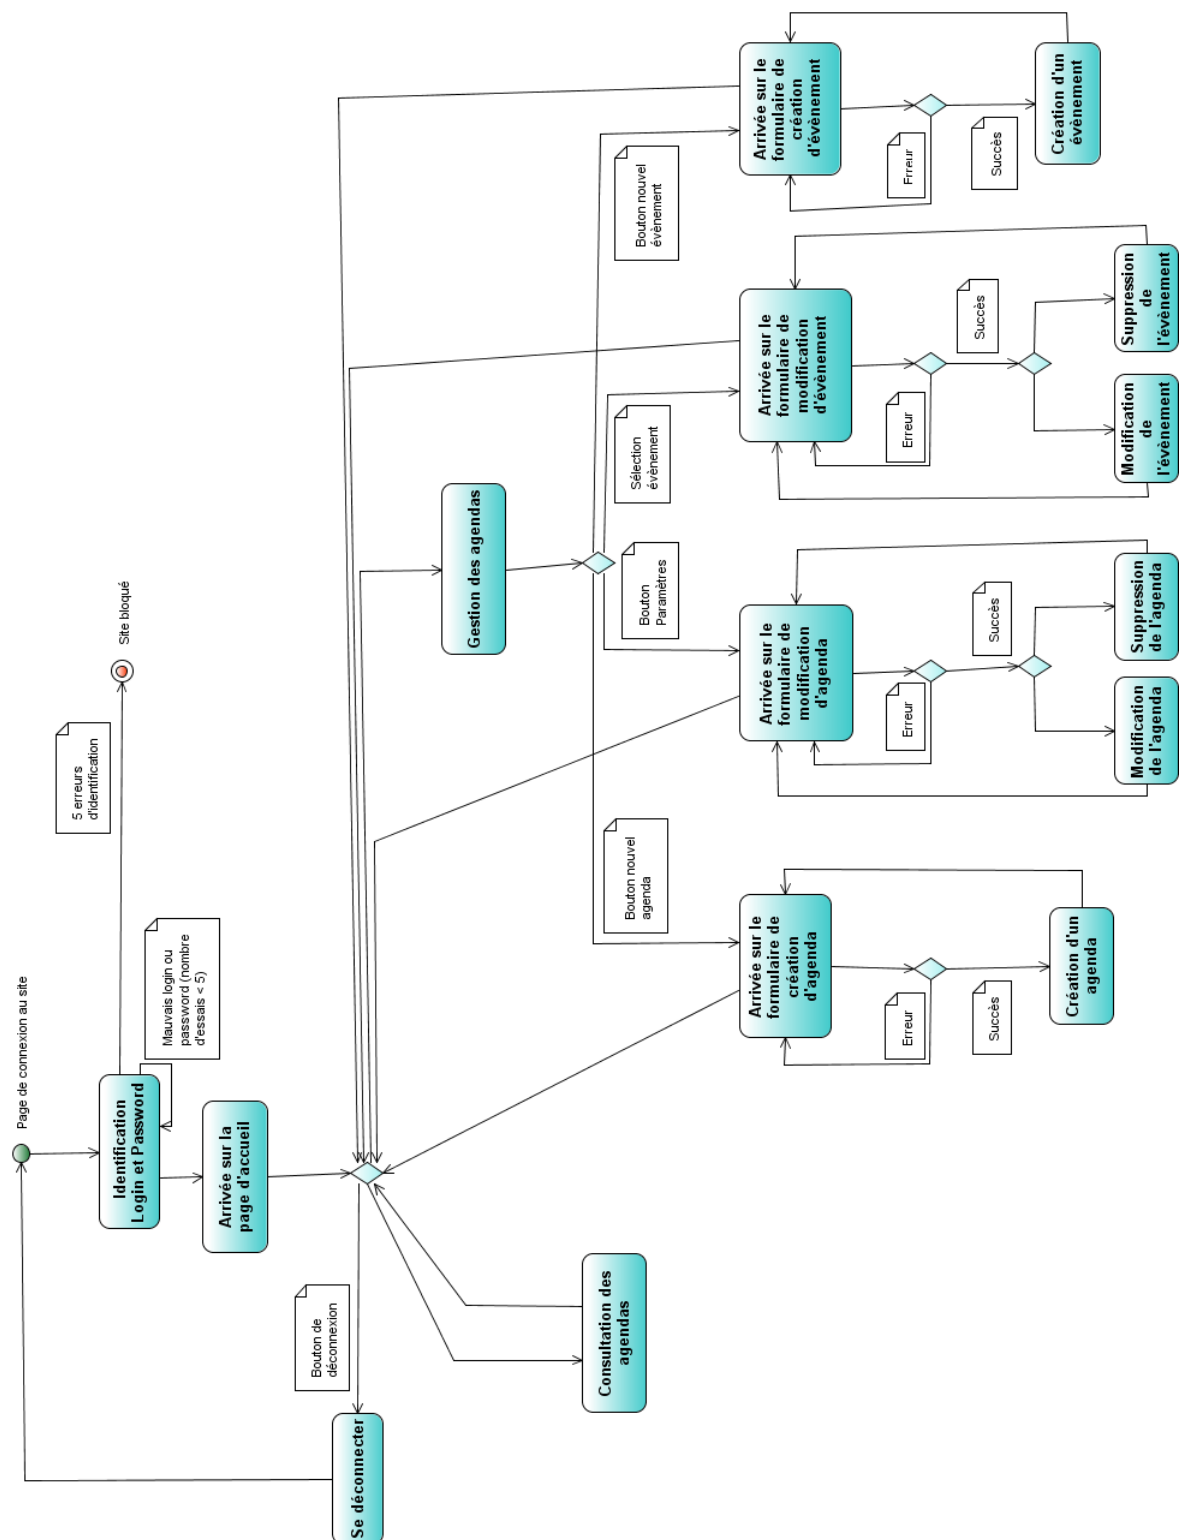 Page de connexion au site
Identification
Login et Password
5 erreurs
d'identification
Site bloqué
Mauvais login ou
password (nombre
d'essais < 5)
Arrivée sur la
page d'accueil
Bouton de
déconnexion
Se déconnecter
Consultation des
agendas
Gestion des agendas
Bouton nouvel
agenda
Bouton
Paramètres
Sélection
évènement
Bouton nouvel
évènement
Arrivée sur le
formulaire de
création
d'agenda
Erreur
Succès
Création d'un
agenda
Arrivée sur le
formulaire de
modification
d'agenda
Erreur
Succès
Modification
de l'agenda
Suppression
de l'agenda
Arrivée sur le
formulaire de
modification
d'évènement
Erreur
Succès
Modification
de
l'évènement
Suppression
de
l'évènement
Arrivée sur le
formulaire de
création
d'évènement
Erreur
Succès
Création d'un
évènement